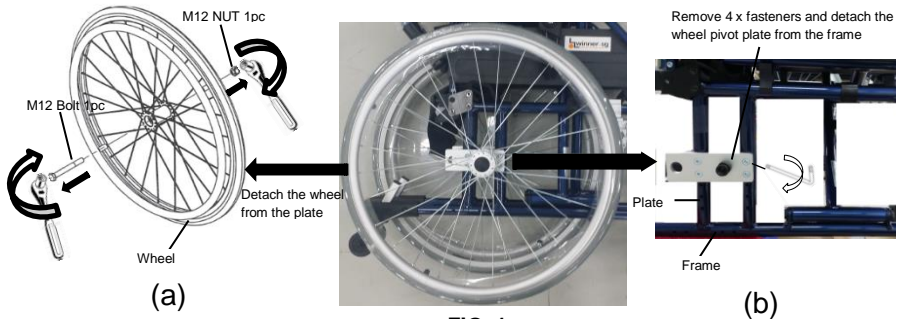 M12 NUT 1pc
M12 Bolt 1pc
Wheel
(a)
Detach the wheel
from the plate
Remove 4 x fasteners and detach the
wheel pivot plate from the frame
Plate
Frame
(b)